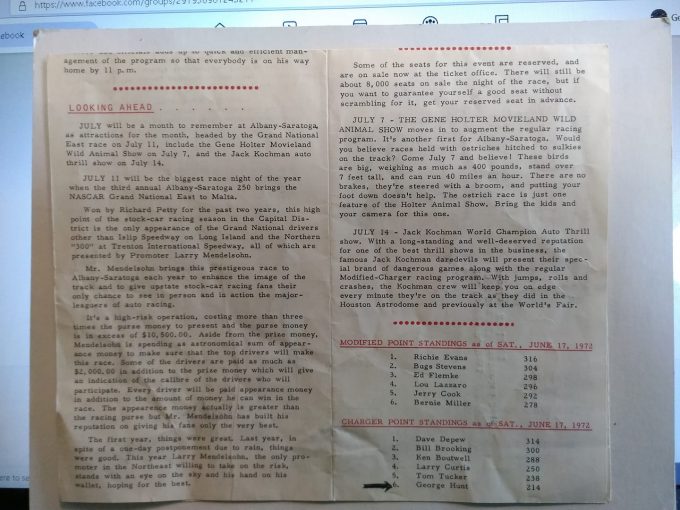 https://www.facebook.com/groups/2919
agement of the program so that everybody is on his way
home by 11 p.m.
LOOKING AHEAD . . . . . .
JULY will be a month to remember at Albany-Saratoga,
as attractions for the month, headed by the Grand National
East race on July 11, include the Gene Holter Movieland
Wild Animal Show on July 7, and the Jack Kochman auto
thrill show on July 14.
JULY 11 will be the biggest race night of the year
when the third annual Albany-Saratoga 250 brings the
NASCAR Grand National East to Malta.
Won by Richard Petty for the past two years, this high
point of the stock-car racing season in the Capital Dis-
trict is the only appearance of the Grand National drivers
other than Islip Speedway on Long Island and the Northern
"300" at Trenton International Speedway, all of which are
presented by Promoter Larry Mendelsohn.
Mr. Mendelsohn brings this prestigeous race to
Albany-Saratoga each year to enhance the image of the
track and to give upstate stock-car racing fans their
only chance to see in person and in action the major-
leaguers of auto racing.
It's a high-risk operation, costing more than three
times the purse money to present and the purse money
is in excess of $10,500.00. Aside from the prize money,
Mendelsohn is spending as astronomical sum of appear-
ance money to make sure that the top drivers will make
this race. Some of the drivers are paid as much as
$2,000.00 in addition to the prize money which will give
an indication of the calibre of the drivers who will
participate. Every driver will be paid appearance money
in addition to the amount of money he can win in the
race. The appearence money actually is greater than
the racing purse but Mr. Mendelsohn has built his
reputation on giving his fans only the very best.
The first year, things were great. Last year, in
spite of a one-day postponement due to rain, things
were good. This year Larry Mendelsohn, the only pro-
moter in the Northeast willing to take on the risk,
stands with an eye on the sky and his hand on his
wallet, hoping for the best.
Some of the seats for this event are reserved, and
are on sale now at the ticket office. There will still be
about 8,000 seats on sale the night of the race, but if
you want to guarantee yourself a good seat without
scrambling for it, get your reserved seat in advance.
JULY 7 - THE GENE HOLTER MOVIELAND WILD
ANIMAL SHOW moves in to augment the regular racing
program. It's another first for Albany-Saratoga. Would
you believe races held with ostriches hitched to sulkies
on the track? Come July 7 and believe! These birds
are big, weighing as much as 400 pounds, stand over
7 feet tall, and can run 40 miles an hour. There are no
brakes, they're steered with a broom, and putting your
foot down doesn't help. The ostrich race is just one
feature of the Holter Animal Show. Bring the kids and
your camera for this one.
JULY 14 - Jack Kochman World Champion Auto Thrill
show. With a long-standing and well-deserved reputation
for one of the best thrill shows in the business, the
famous Jack Kochman daredevils will present their spec-
ial brand of dangerous games along with the regular
Modified-Charger racing program. With jumps, rolls and
crashes, the Kochman crew will keep you on edge
every minute they're on the track as they did in the
Houston Astrodome and previously at the World's Fair.
MODIFIED POINT STANDINGS as of SAT., JUNE 17, 1972
1. Richie Evans 316
2. Bugs Stevens 304
3. Ed Flemke 298
4. Lou Lazzaro 296
5. Jerry Cook 292
6. Bernie Miller 278
CHARGER POINT STANDINGS as of SAT., JUNE 17, 1972
1. Dave Depew 314
2. Bill Brooking 300
3. Ken Boutwell 288
4. Larry Curtis 250
5. Tom Tucker 238
6. George Hunt 214